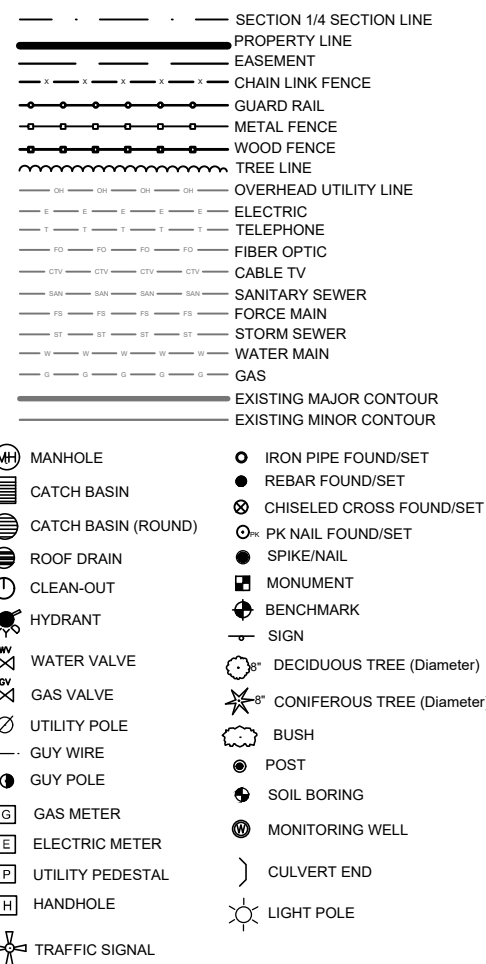 SECTION 1/4 SECTION LINE
PROPERTY LINE
EASEMENT
X X X X X CHAIN LINK FENCE
GUARD RAIL
METAL FENCE
WOOD FENCE
TREE LINE
OH OH OH OH OVERHEAD UTILITY LINE
E E E E E ELECTRIC
T T T T T TELEPHONE
FO FO FO FO FIBER OPTIC
CTV CTV CTV CTV CABLE TV
SAN SAN SAN SAN SANITARY SEWER
FS FS FS FS FORCE MAIN
ST ST ST ST STORM SEWER
W W W W W WATER MAIN
G G G G G GAS
EXISTING MAJOR CONTOUR
EXISTING MINOR CONTOUR
MH MANHOLE
CATCH BASIN
CATCH BASIN (ROUND)
ROOF DRAIN
CLEAN-OUT
HYDRANT
WV
WATER VALVE
GV
GAS VALVE
UTILITY POLE
GUY WIRE
GUY POLE
G GAS METER
E ELECTRIC METER
P UTILITY PEDESTAL
H HANDHOLE
TRAFFIC SIGNAL
IRON PIPE FOUND/SET
REBAR FOUND/SET
CHISELED CROSS FOUND/SET
PK PK NAIL FOUND/SET
SPIKE/NAIL
MONUMENT
BENCHMARK
SIGN
8" DECIDUOUS TREE (Diameter)
8" CONIFEROUS TREE (Diameter
BUSH
POST
SOIL BORING
W MONITORING WELL
CULVERT END
LIGHT POLE